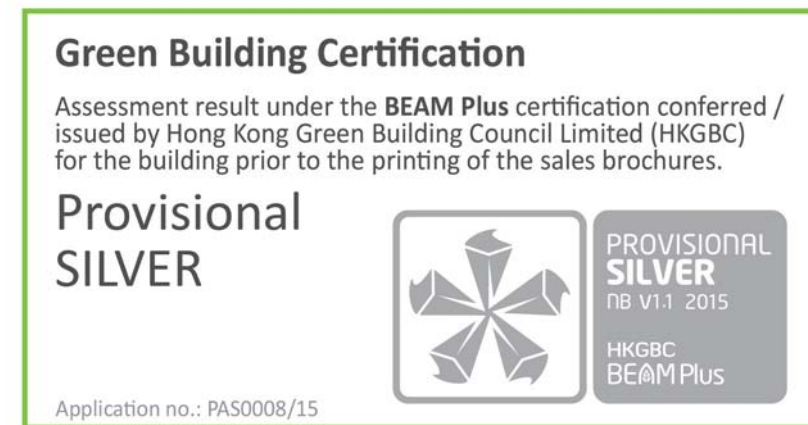 Green Building Certification
Assessment result under the BEAM Plus certification conferred /
issued by Hong Kong Green Building Council Limited (HKGBC)
for the building prior to the printing of the sales brochures.
Provisional
SILVER
PROVISIONAL
SILVER
NB V1.1 2015
HKGBC
BEAM Plus
Application no.: PAS0008/15